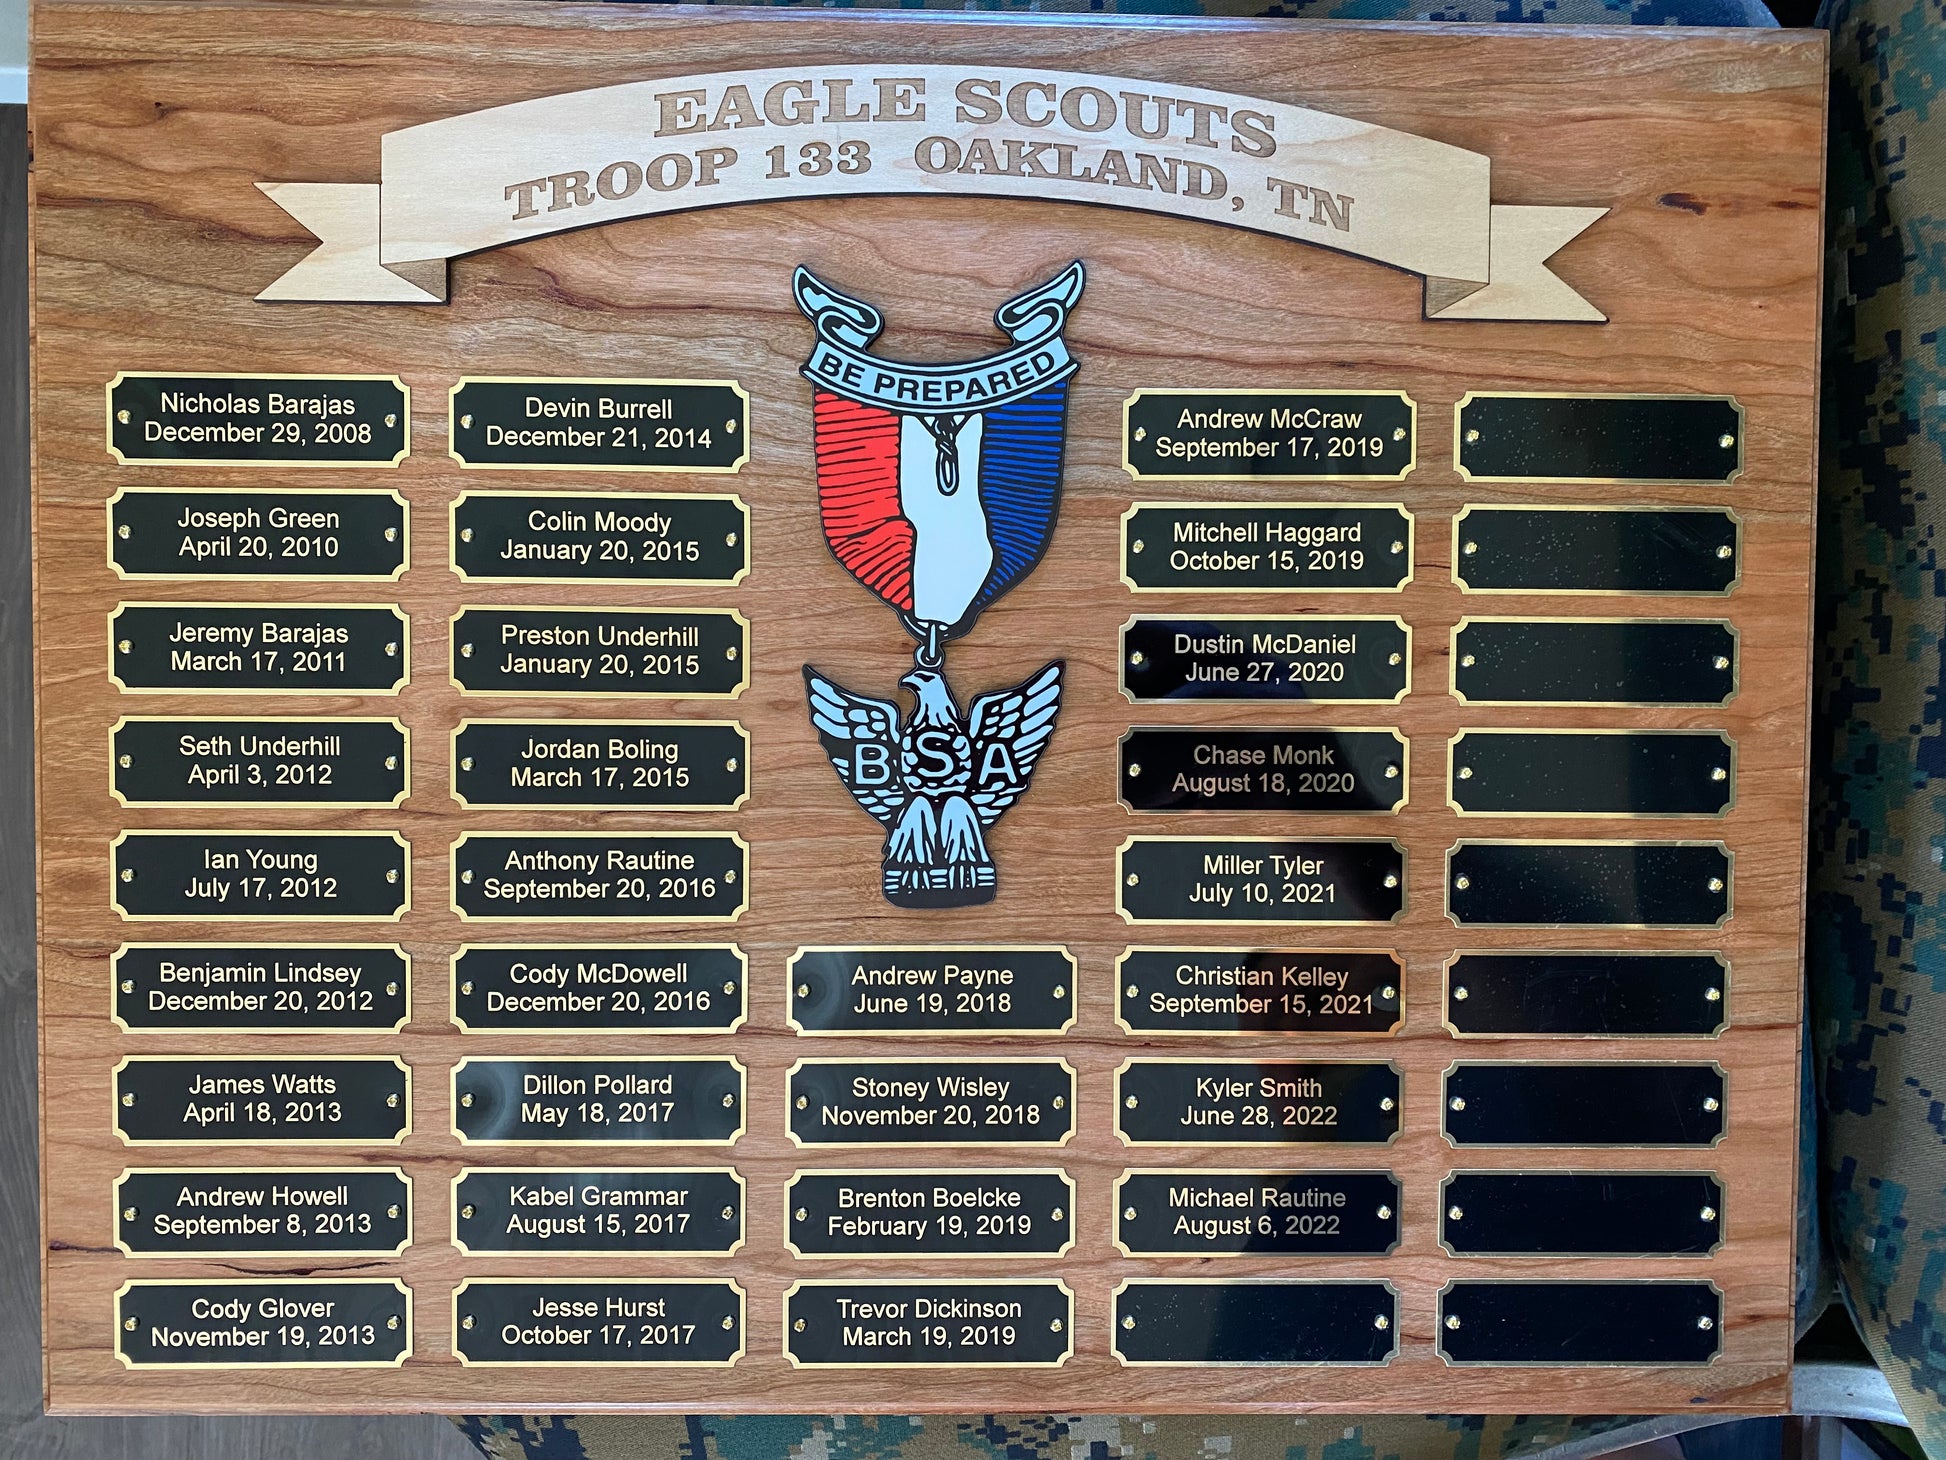 EAGLE SCOUTS
TROOP 133 OAKLAND, TN
BE PREPARED
BSA
Nicholas Barajas
December 29, 2008
Joseph Green
April 20, 2010
Jeremy Barajas
March 17, 2011
Seth Underhill
April 3, 2012
Ian Young
July 17, 2012
Benjamin Lindsey
December 20, 2012
James Watts
April 18, 2013
Andrew Howell
September 8, 2013
Cody Glover
November 19, 2013
Devin Burrell
December 21, 2014
Colin Moody
January 20, 2015
Preston Underhill
January 20, 2015
Jordan Boling
March 17, 2015
Anthony Rautine
September 20, 2016
Cody McDowell
December 20, 2016
Dillon Pollard
May 18, 2017
Kabel Grammar
August 15, 2017
Jesse Hurst
October 17, 2017
Andrew Payne
June 19, 2018
Stoney Wisley
November 20, 2018
Brenton Boelcke
February 19, 2019
Trevor Dickinson
March 19, 2019
Andrew McCraw
September 17, 2019
Mitchell Haggard
October 15, 2019
Dustin McDaniel
June 27, 2020
Chase Monk
August 18, 2020
Miller Tyler
July 10, 2021
Christian Kelley
September 15, 2021
Kyler Smith
June 28, 2022
Michael Rautine
August 6, 2022